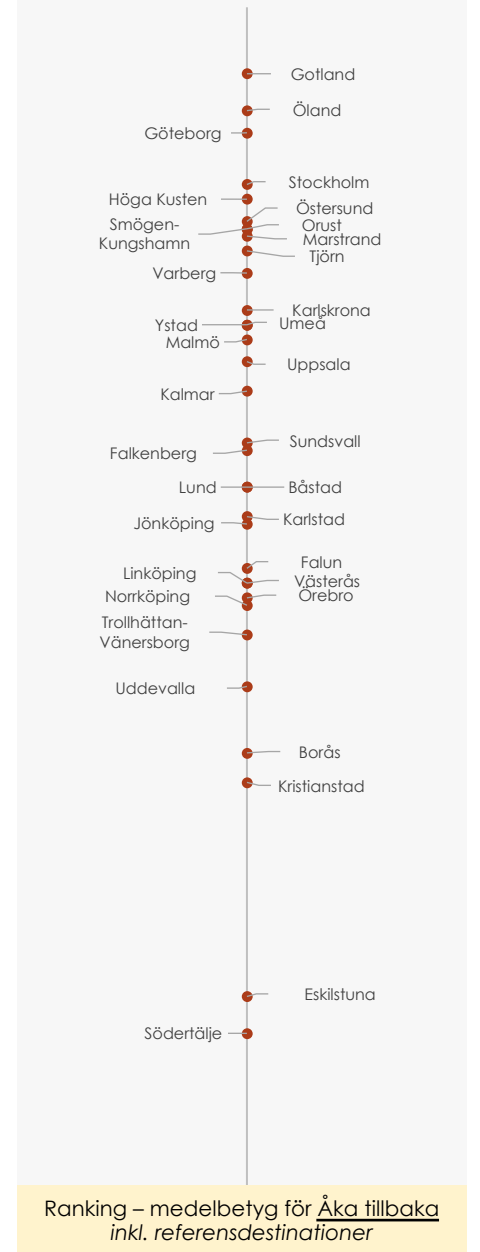 Gotland
Öland
Göteborg
Stockholm
Höga Kusten
Östersund
Smögen-
Kungshamn
Orust
Marstrand
Tjörn
Varberg
Karlskrona
Ystad
Umeå
Malmö
Uppsala
Kalmar
Sundsvall
Falkenberg
Lund
Båstad
Karlstad
Jönköping
Falun
Linköping
Västerås
Norrköping
Örebro
Trollhättan-
Vänersborg
Uddevalla
Borås
Kristianstad
Eskilstuna
Södertälje
Ranking – medelbetyg för Åka tillbaka
inkl. referensdestinationer